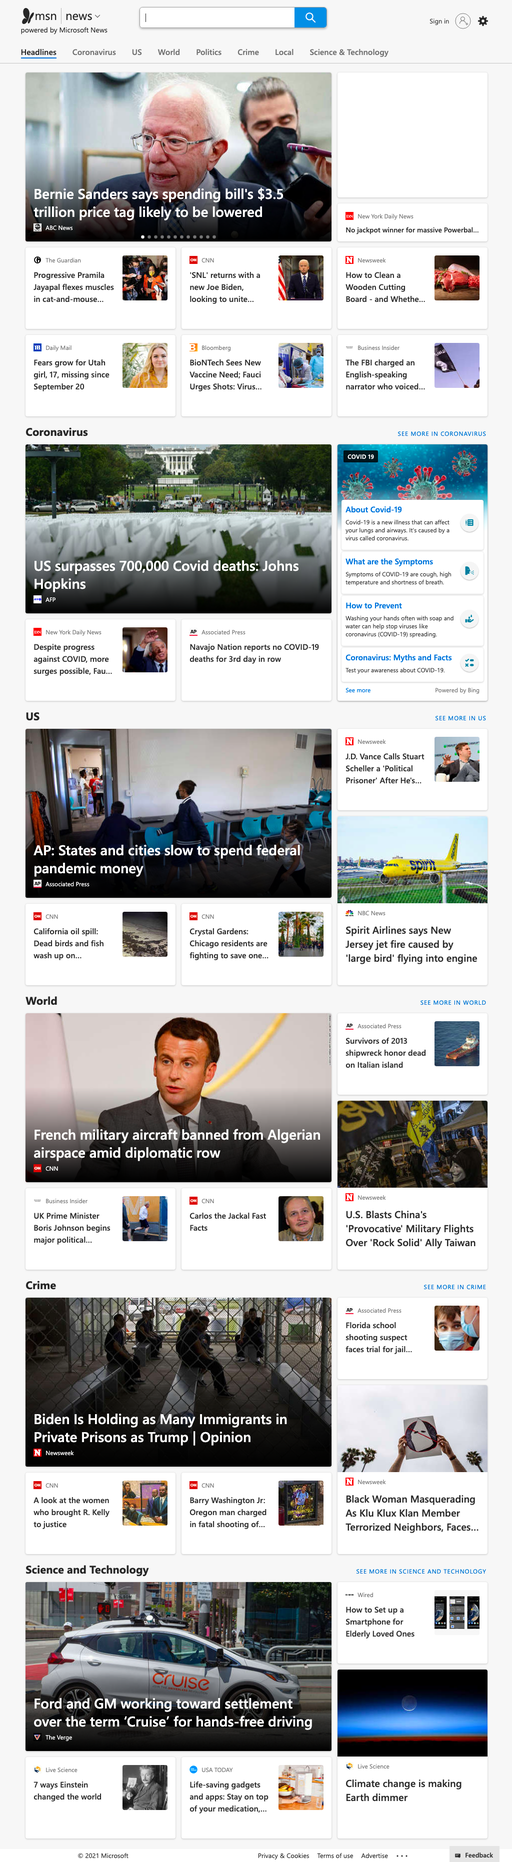 msn | news
powered by Microsoft News
Sign in
Headlines Coronavirus US World Politics Crime Local Science & Technology
Bernie Sanders says spending bill's $3.5
trillion price tag likely to be lowered
ABC News
New York Daily News
No jackpot winner for massive Powerbal...
The Guardian
Progressive Pramila
Jayapal flexes muscles
in cat-and-mouse...
CNN
'SNL' returns with a
new Joe Biden,
looking to unite...
Newsweek
How to Clean a
Wooden Cutting
Board - and Whethe...
Daily Mail
Fears grow for Utah
girl, 17, missing since
September 20
Bloomberg
BioNTech Sees New
Vaccine Need; Fauci
Urges Shots: Virus...
Business Insider
The FBI charged an
English-speaking
narrator who voiced...
Coronavirus
SEE MORE IN CORONAVIRUS
US surpasses 700,000 Covid deaths: Johns
Hopkins
AFP
COVID 19
About Covid-19
Covid-19 is a new illness that can affect
your lungs and airways. It's caused by a
virus called coronavirus.
What are the Symptoms
Symptoms of COVID-19 are cough, high
temperature and shortness of breath.
How to Prevent
Washing your hands often with soap and
water can help stop viruses like
coronavirus (COVID-19) spreading.
Coronavirus: Myths and Facts
Test your awareness about COVID-19.
See more
Powered by Bing
New York Daily News
Despite progress
against COVID, more
surges possible, Fau...
Associated Press
Navajo Nation reports no COVID-19
deaths for 3rd day in row
US
SEE MORE IN US
AP: States and cities slow to spend federal
pandemic money
Associated Press
Newsweek
J.D. Vance Calls Stuart
Scheller a 'Political
Prisoner' After He's...
spirit
NBC News
Spirit Airlines says New
Jersey jet fire caused by
'large bird' flying into engine
CNN
California oil spill:
Dead birds and fish
wash up on...
CNN
Crystal Gardens:
Chicago residents are
fighting to save one...
World
SEE MORE IN WORLD
French military aircraft banned from Algerian
airspace amid diplomatic row
CNN
Associated Press
Survivors of 2013
shipwreck honor dead
on Italian island
Newsweek
U.S. Blasts China's
'Provocative' Military Flights
Over 'Rock Solid' Ally Taiwan
Business Insider
UK Prime Minister
Boris Johnson begins
major political...
CNN
Carlos the Jackal Fast
Facts
Crime
SEE MORE IN CRIME
Biden Is Holding as Many Immigrants in
Private Prisons as Trump | Opinion
Newsweek
Associated Press
Florida school
shooting suspect
faces trial for jail...
Newsweek
Black Woman Masquerading
As Klu Klux Klan Member
Terrorized Neighbors, Faces...
CNN
A look at the women
who brought R. Kelly
to justice
CNN
Barry Washington Jr:
Oregon man charged
in fatal shooting of...
Science and Technology
SEE MORE IN SCIENCE AND TECHNOLOGY
cruise
Ford and GM working toward settlement
over the term 'Cruise' for hands-free driving
The Verge
Wired
How to Set up a
Smartphone for
Elderly Loved Ones
Live Science
Climate change is making
Earth dimmer
Live Science
7 ways Einstein
changed the world
USA TODAY
Life-saving gadgets
and apps: Stay on top
of your medication,...
© 2021 Microsoft
Privacy & Cookies Terms of use Advertise ...
Feedback